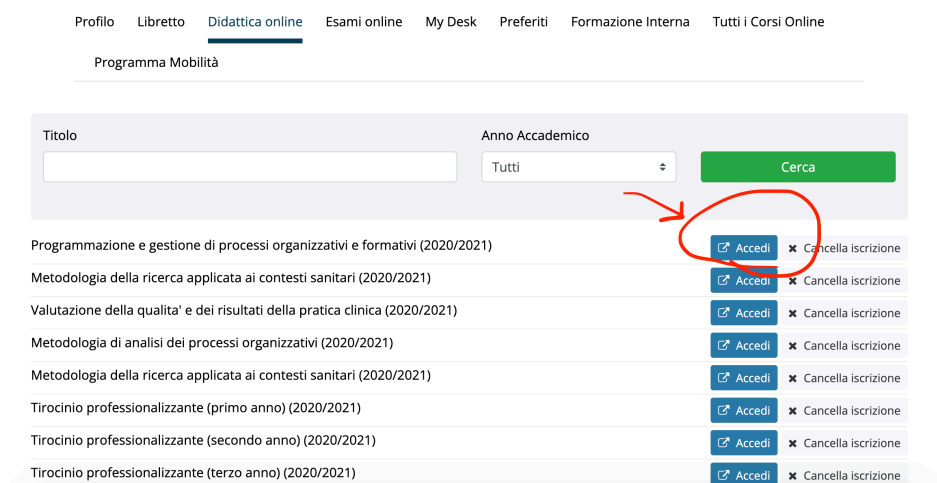 Profilo Libretto Didattica online Esami online My Desk Preferiti Formazione Interna Tutti i Corsi Online
Programma Mobilità
Titolo Anno Accademico
Tutti Cerca
Programmazione e gestione di processi organizzativi e formativi (2020/2021) Accedi Cancella iscrizione
Metodologia della ricerca applicata ai contesti sanitari (2020/2021) Accedi Cancella iscrizione
Valutazione della qualita' e dei risultati della pratica clinica (2020/2021) Accedi Cancella iscrizione
Metodologia di analisi dei processi organizzativi (2020/2021) Accedi Cancella iscrizione
Metodologia della ricerca applicata ai contesti sanitari (2020/2021) Accedi Cancella iscrizione
Tirocinio professionalizzante (primo anno) (2020/2021) Accedi Cancella iscrizione
Tirocinio professionalizzante (secondo anno) (2020/2021) Accedi Cancella iscrizione
Tirocinio professionalizzante (terzo anno) (2020/2021) Accedi Cancella iscrizione